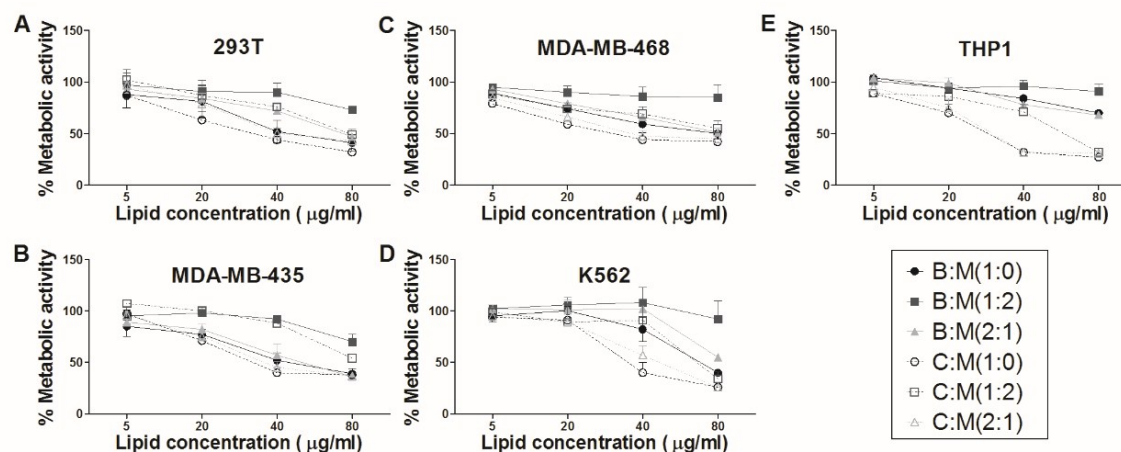 A
293T
% Metabolic activity
150
100
50
0
5 20 40 80
Lipid concentration ( μg/ml)
B
MDA-MB-435
% Metabolic activity
150
100
50
0
5 20 40 80
Lipid concentration ( μg/ml)
C
MDA-MB-468
% Metabolic activity
150
100
50
0
5 20 40 80
Lipid concentration ( μg/ml)
D
K562
% Metabolic activity
150
100
50
0
5 20 40 80
Lipid concentration ( μg/ml)
E
THP1
% Metabolic activity
150
100
50
0
5 20 40 80
Lipid concentration ( μg/ml)
B:M(1:0)
B:M(1:2)
B:M(2:1)
C:M(1:0)
C:M(1:2)
C:M(2:1)